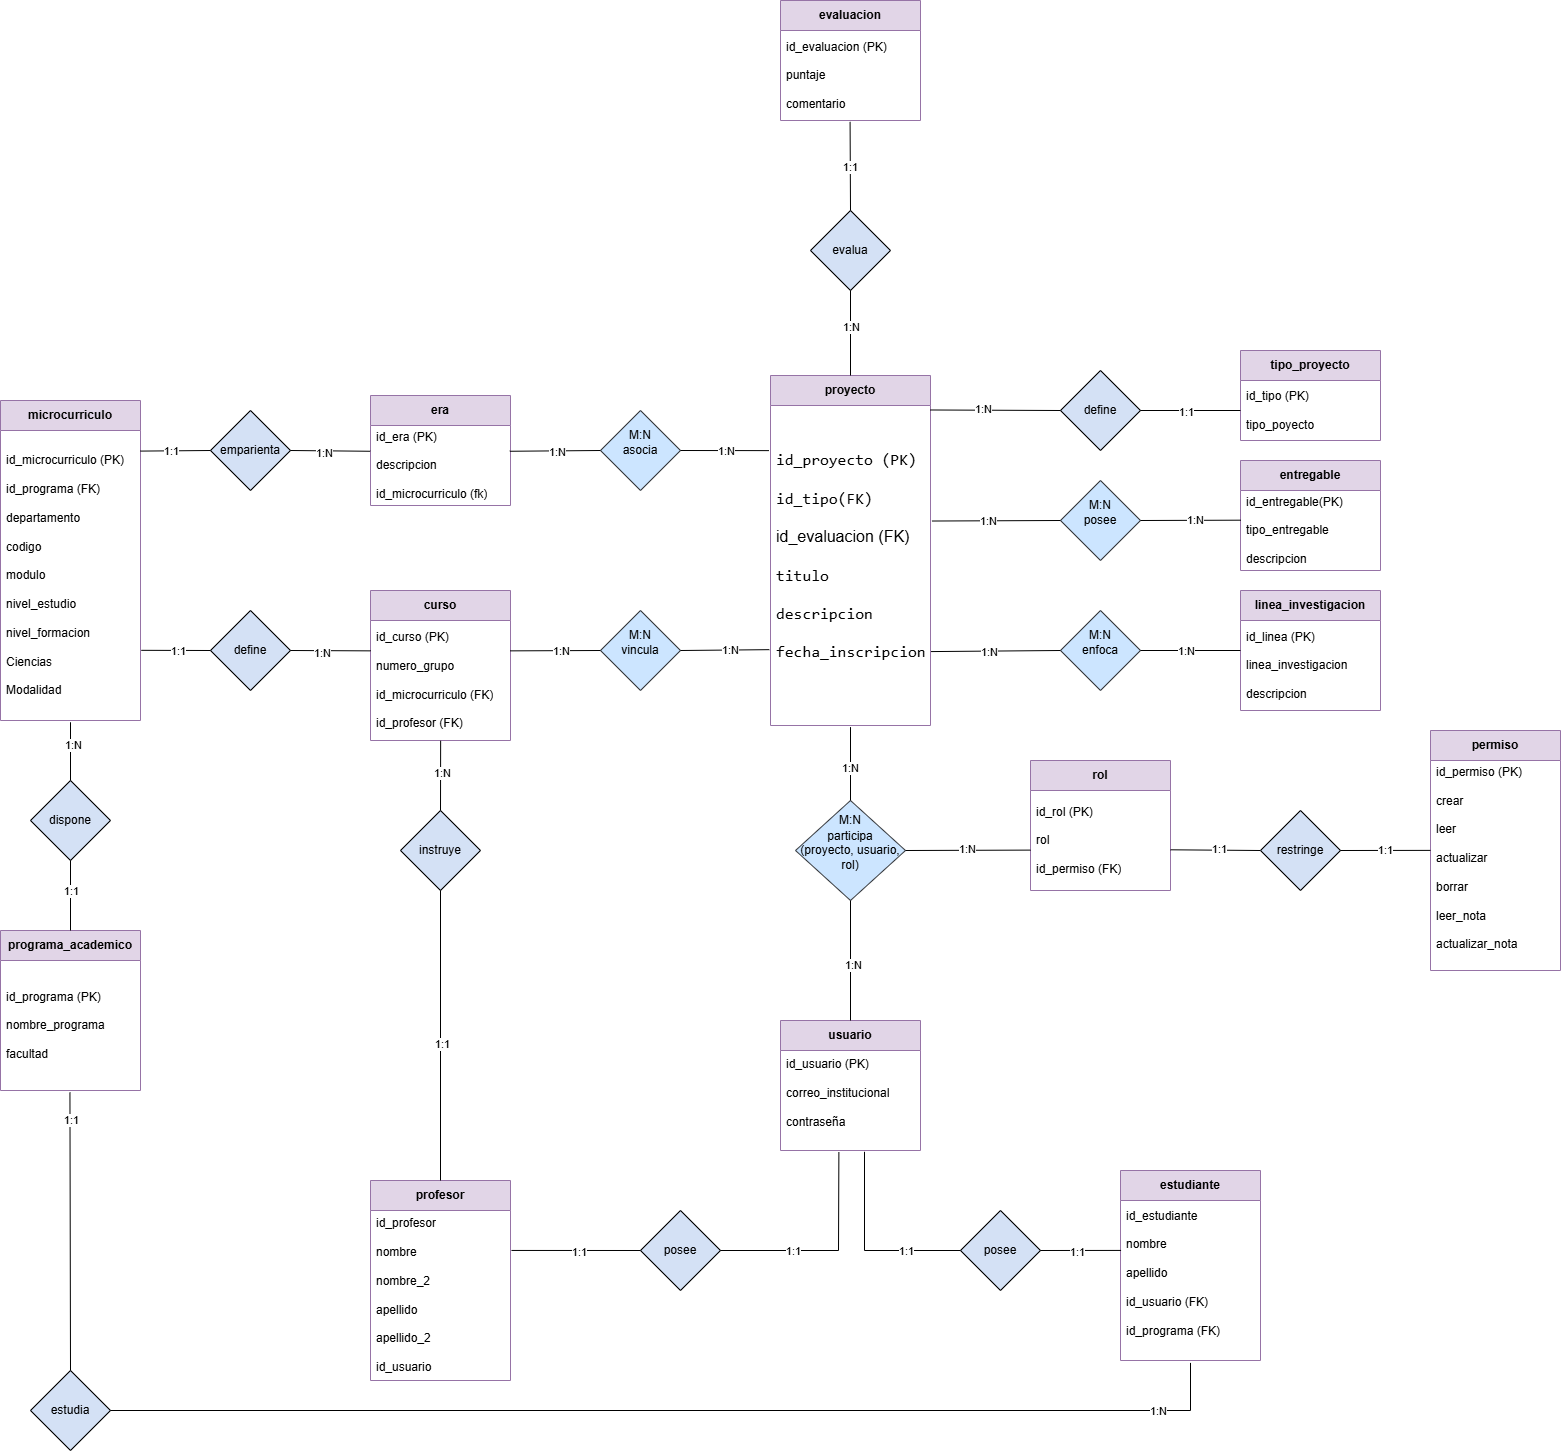 evaluacion
id_evaluacion (PK)
puntaje
comentario
1:1
evalua
1:N
tipo_proyecto
id_tipo (PK)
tipo_poyecto
1:N
define
1:1
microcurriculo
id_microcurriculo (PK)
id_programa (FK)
departamento
codigo
modulo
nivel_estudio
nivel_formacion
Ciencias
Modalidad
1:1
emparienta
1:N
era
id_era (PK)
descripcion
id_microcurriculo (fk)
1:N
M:N
asocia
1:N
proyecto
id_proyecto (PK)
id_tipo(FK)
id_evaluacion (FK)
titulo
descripcion
fecha_inscripcion
1:N
M:N
posee
1:N
entregable
id_entregable(PK)
tipo_entregable
descripcion
1:1
define
1:N
curso
id_curso (PK)
numero_grupo
id_microcurriculo (FK)
id_profesor (FK)
1:N
M:N
vincula
1:N
1:N
M:N
enfoca
1:N
linea_investigacion
id_linea (PK)
linea_investigacion
descripcion
1:N
dispone
1:1
1:N
instruye
1:1
1:N
M:N
participa
(proyecto, usuario,
rol)
1:N
rol
id_rol (PK)
rol
id_permiso (FK)
1:1
restringe
1:1
permiso
id_permiso (PK)
crear
leer
actualizar
borrar
leer_nota
actualizar_nota
1:N
programa_academico
id_programa (PK)
nombre_programa
facultad
1:1
usuario
id_usuario (PK)
correo_institucional
contraseña
profesor
id_profesor
nombre
nombre_2
apellido
apellido_2
id_usuario
1:1
posee
1:1
1:1
posee
1:1
estudiante
id_estudiante
nombre
apellido
id_usuario (FK)
id_programa (FK)
estudia
1:N